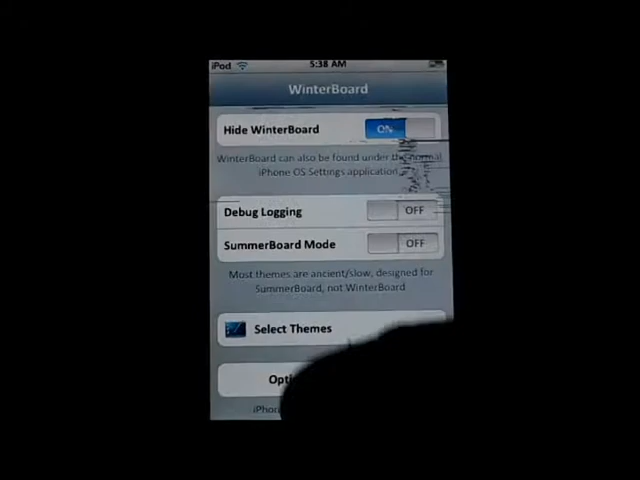 iPod 5:38 AM
WinterBoard
Hide WinterBoard ON
WinterBoard can also be found under the normal
iPhone OS Settings application.
Debug Logging OFF
SummerBoard Mode OFF
Most themes are ancient/slow, designed for
SummerBoard, not WinterBoard
Select Themes